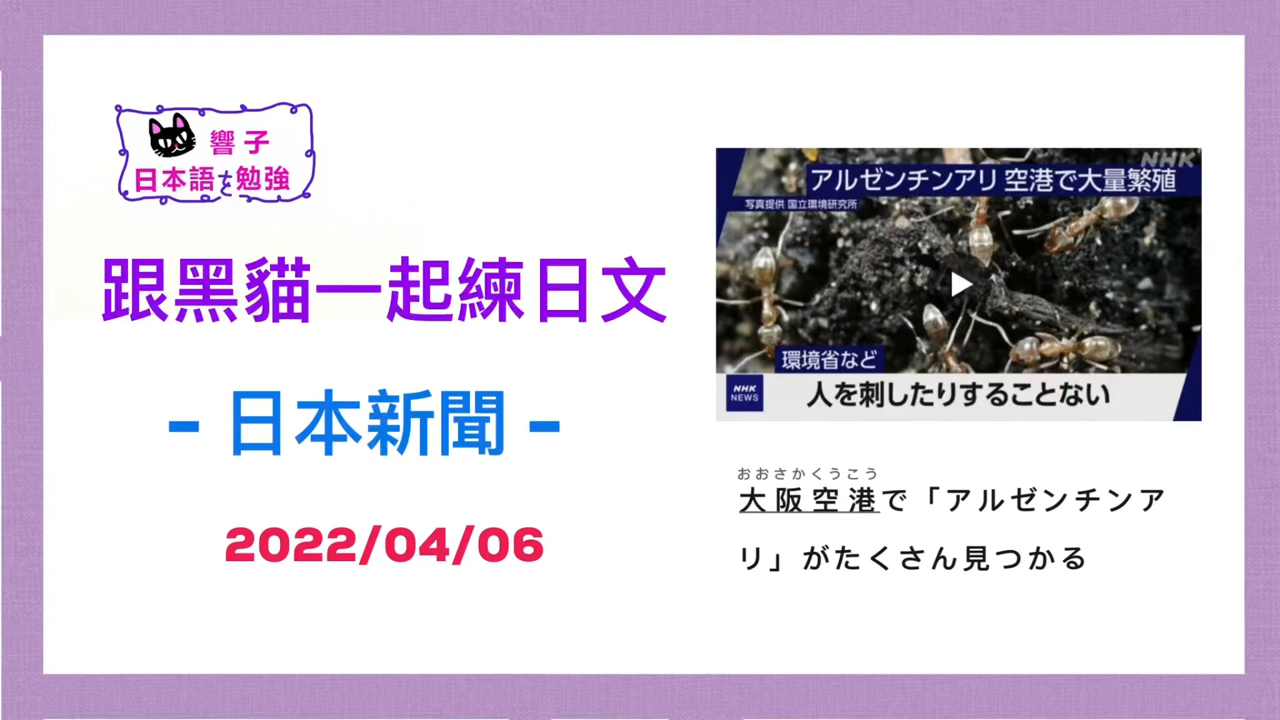 響子
日本語を勉強
跟黑貓一起練日文
- 日本新聞 -
2022/04/06
NHK
アルゼンチンアリ 空港で大量繁殖
写真提供 国立環境研究所
環境省など
NHK
NEWS
人を刺したりすることない
おおさかくうこう
大阪空港で「アルゼンチンア
リ」がたくさん見つかる